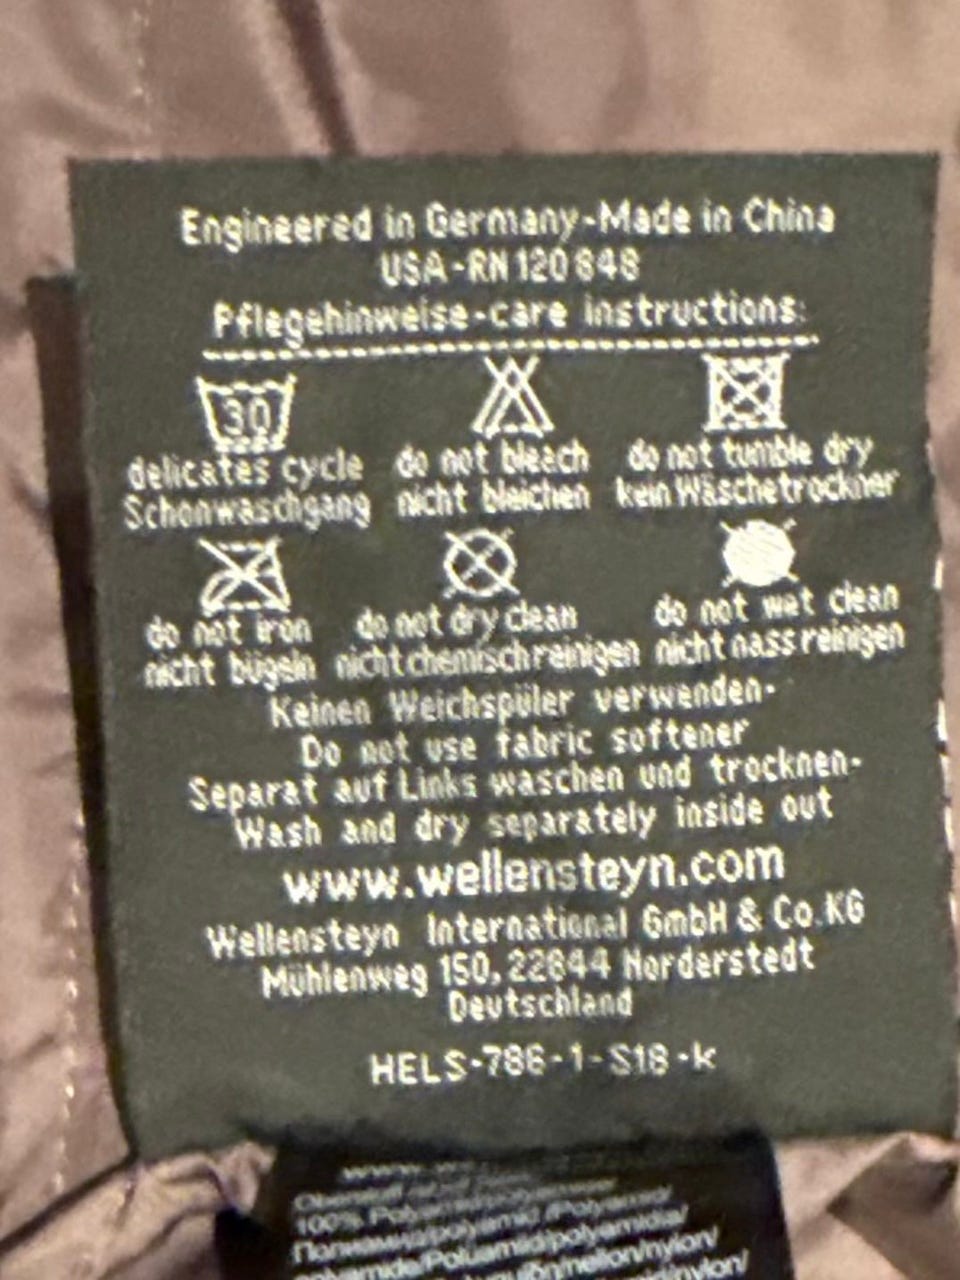 Engineered in Germany-Made in China
USA-RN 120 848
Pflegehinweise-care instructions:
30
delicates cycle do not bleach do not tumble dry
Schonwaschgang nicht bleichen kein Wäschetrockner
do not iron do not dry clean do not wet clean
nicht bügeln nicht chemisch reinigen nicht nass reinigen
Keinen Weichspüler verwenden-
Do not use fabric softener
Separat auf Links waschen und trocknen-
Wash and dry separately inside out
www.wellensteyn.com
Wellensteyn International GmbH & Co.KG
Mühlenweg 150, 22844 Norderstedt
Deutschland
HELS-786-1-S18-k
Oberstoff
100%